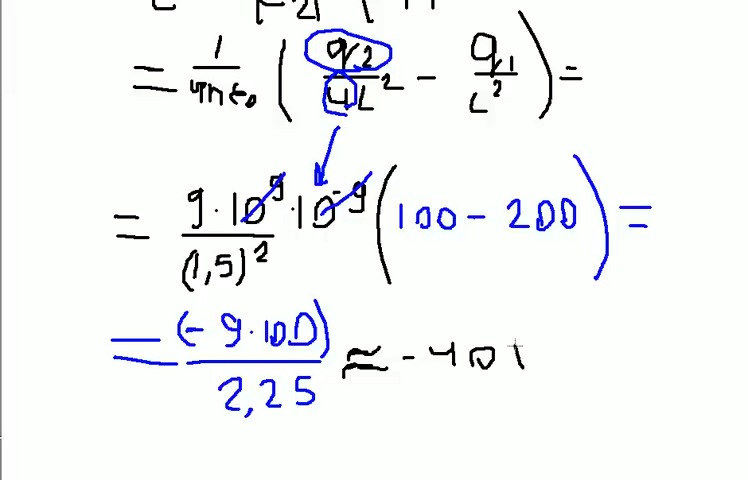 = 1/4πε₀ ( q₂/4L² - q₁/L² ) =
= 9·10⁹·10⁻⁹/(1,5)² ( 100 - 200 ) =
= (-9·100)/2,25 ≈ -40